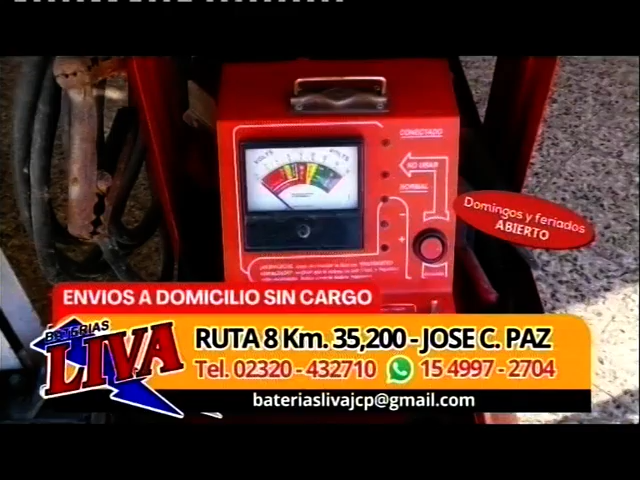 CONECTADO
VOLTS
VOLTS
NO USAR
NORMAL
Domingos y feriados
ABIERTO
ENVIOS A DOMICILIO SIN CARGO
BATERIAS
LIVA
RUTA 8 Km. 35,200 - JOSE C. PAZ
Tel. 02320 - 432710 15 4997 - 2704
bateriaslivajcp@gmail.com